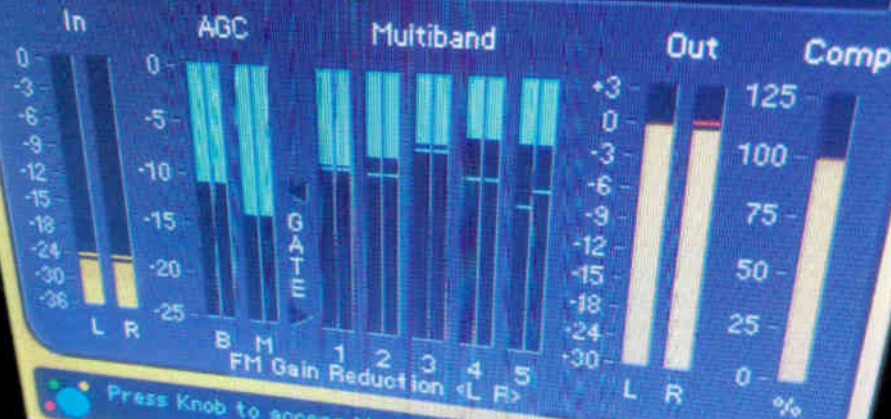 In AGC Multiband Out Comp
0 0 +3 125
-3 -5 0 100
-6 -10 -3 75
-9 -15 -6 50
-12 -20 -9 25
-15 -25 -12 0
-18 -15
-24 -18
-30 -24
-36 -30
GATE
L R B M 1 2 3 4 5 L R %
FM Gain Reduction <L R>
Press Knob to